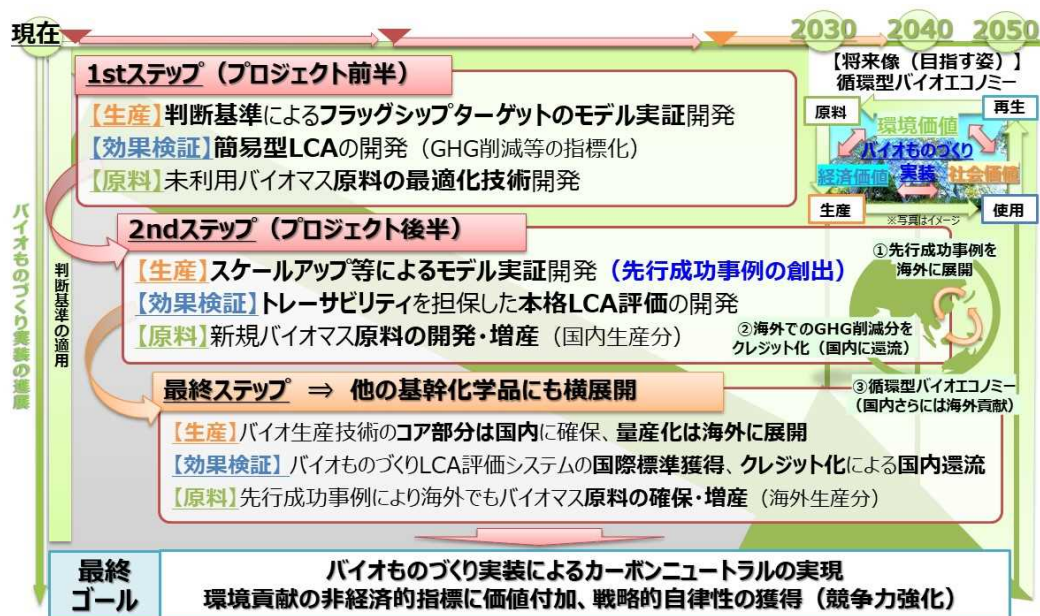 現在
2030
2040
2050
1stステップ（プロジェクト前半）
【生産】判断基準によるフラッグシップターゲットのモデル実証開発
【効果検証】簡易型LCAの開発（GHG削減等の指標化）
【原料】未利用バイオマス原料の最適化技術開発
【将来像（目指す姿）】
循環型バイオエコノミー
原料
再生
環境価値
バイオものづくり
実装
経済価値
社会価値
生産
使用
※写真はイメージ
2ndステップ（プロジェクト後半）
【生産】スケールアップ等によるモデル実証開発（先行成功事例の創出）
【効果検証】トレーサビリティを担保した本格LCA評価の開発
【原料】新規バイオマス原料の開発・増産（国内生産分）
①先行成功事例を
海外に展開
②海外でのGHG削減分を
クレジット化（国内に還流）
③循環型バイオエコノミー
（国内さらには海外貢献）
最終ステップ ⇒ 他の基幹化学品にも横展開
【生産】バイオ生産技術のコア部分は国内に確保、量産化は海外に展開
【効果検証】バイオものづくりLCA評価システムの国際標準獲得、クレジット化による国内還流
【原料】先行成功事例により海外でもバイオマス原料の確保・増産（海外生産分）
バイオものづくり実装の進展
判断基準の適用
最終
ゴール
バイオものづくり実装によるカーボンニュートラルの実現
環境貢献の非経済的指標に価値付加、戦略的自律性の獲得（競争力強化）